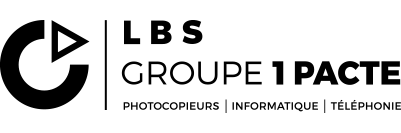 LBS
GROUPE 1 PACTE
PHOTOCOPIEURS | INFORMATIQUE | TÉLÉPHONIE